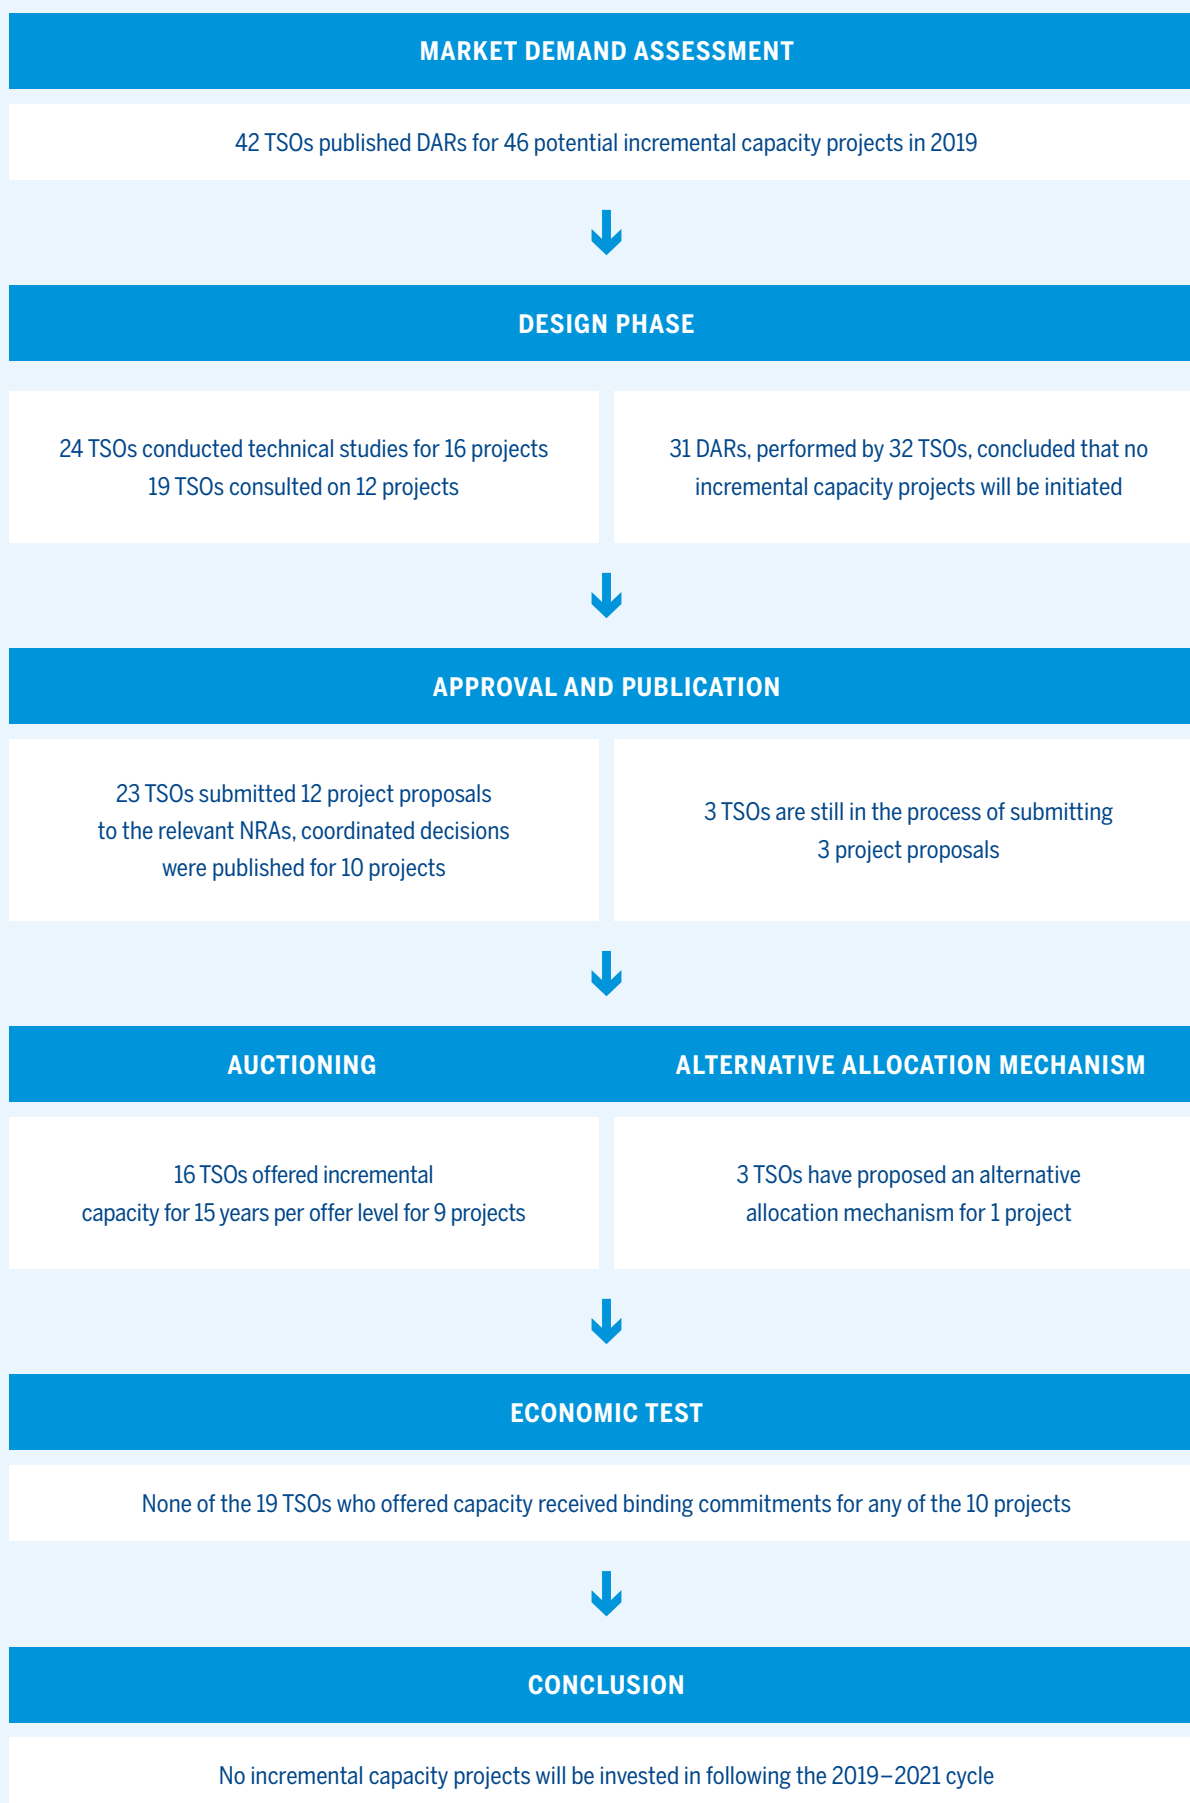 MARKET DEMAND ASSESSMENT
42 TSOs published DARs for 46 potential incremental capacity projects in 2019
DESIGN PHASE
24 TSOs conducted technical studies for 16 projects
19 TSOs consulted on 12 projects
31 DARs, performed by 32 TSOs, concluded that no
incremental capacity projects will be initiated
APPROVAL AND PUBLICATION
23 TSOs submitted 12 project proposals
to the relevant NRAs, coordinated decisions
were published for 10 projects
3 TSOs are still in the process of submitting
3 project proposals
AUCTIONING
16 TSOs offered incremental
capacity for 15 years per offer level for 9 projects
ALTERNATIVE ALLOCATION MECHANISM
3 TSOs have proposed an alternative
allocation mechanism for 1 project
ECONOMIC TEST
None of the 19 TSOs who offered capacity received binding commitments for any of the 10 projects
CONCLUSION
No incremental capacity projects will be invested in following the 2019–2021 cycle